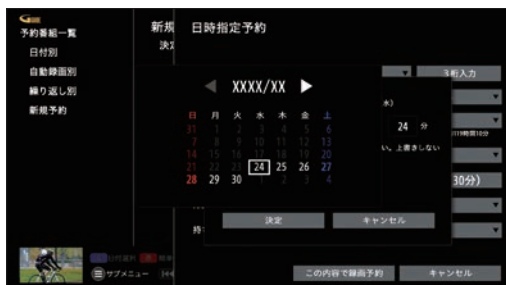 予約番組一覧
日付別
自動録画別
繰り返し別
新規予約
新規
日時指定予約
3桁入力
XXXX/XX
日 月 火 水 木 金 土
31 1 2 3 4 5 6
7 8 9 10 11 12 13
14 15 16 17 18 19 20
21 22 23 24 25 26 27
28 29 30 1 2 3 4
水)
24 分
い。上書きしない
30分)
決定
キャンセル
日付選択
サブメニュー
この内容で録画予約
キャンセル